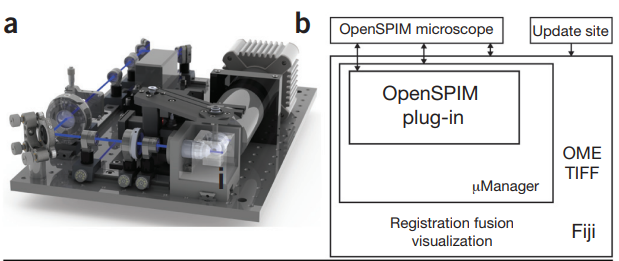 a
b
OpenSPIM microscope
Update site
OpenSPIM
plug-in
OME
TIFF
μManager
Registration fusion
visualization
Fiji